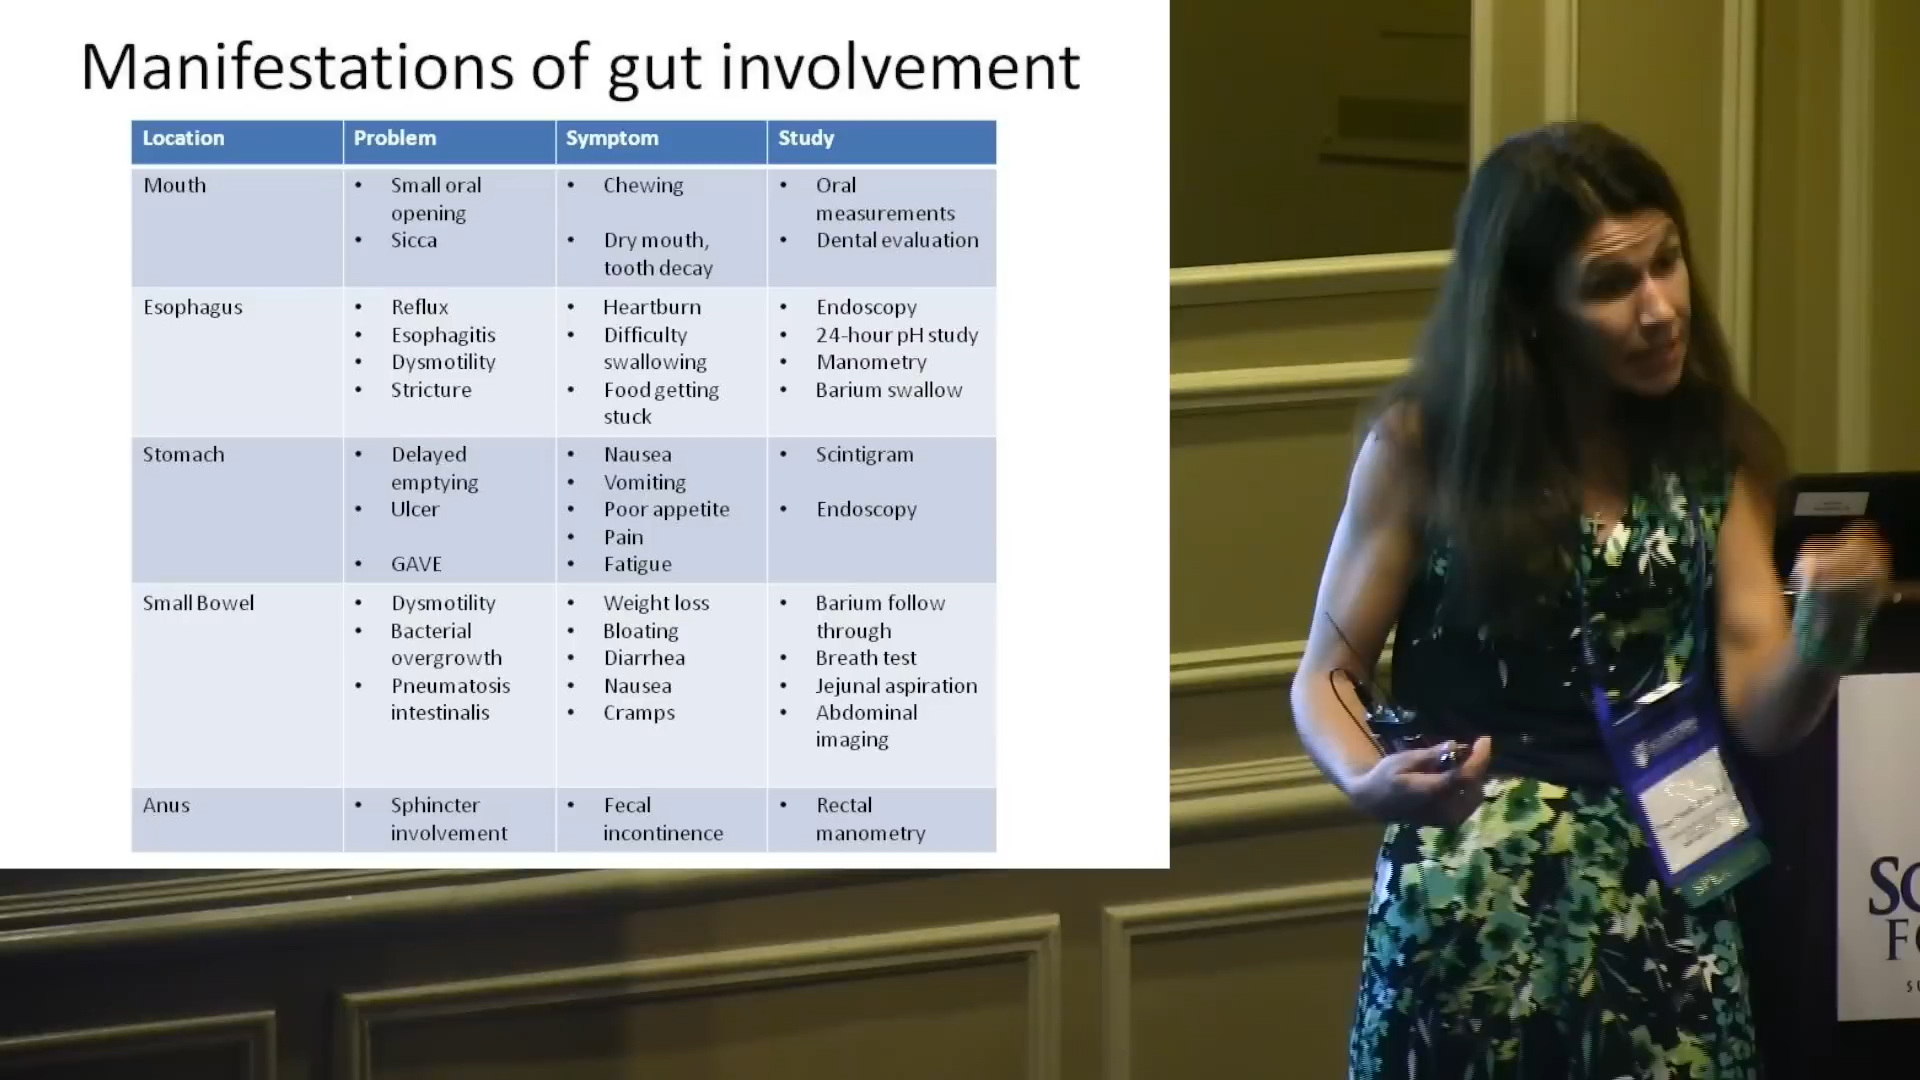 Manifestations of gut involvement
Location Problem Symptom Study
Mouth
• Small oral
opening
• Sicca
• Chewing
• Dry mouth,
tooth decay
• Oral
measurements
• Dental evaluation
Esophagus
• Reflux
• Esophagitis
• Dysmotility
• Stricture
• Heartburn
• Difficulty
swallowing
• Food getting
stuck
• Endoscopy
• 24-hour pH study
• Manometry
• Barium swallow
Stomach
• Delayed
emptying
• Ulcer
• GAVE
• Nausea
• Vomiting
• Poor appetite
• Pain
• Fatigue
• Scintigram
• Endoscopy
Small Bowel
• Dysmotility
• Bacterial
overgrowth
• Pneumatosis
intestinalis
• Weight loss
• Bloating
• Diarrhea
• Nausea
• Cramps
• Barium follow
through
• Breath test
• Jejunal aspiration
• Abdominal
imaging
Anus
• Sphincter
involvement
• Fecal
incontinence
• Rectal
manometry